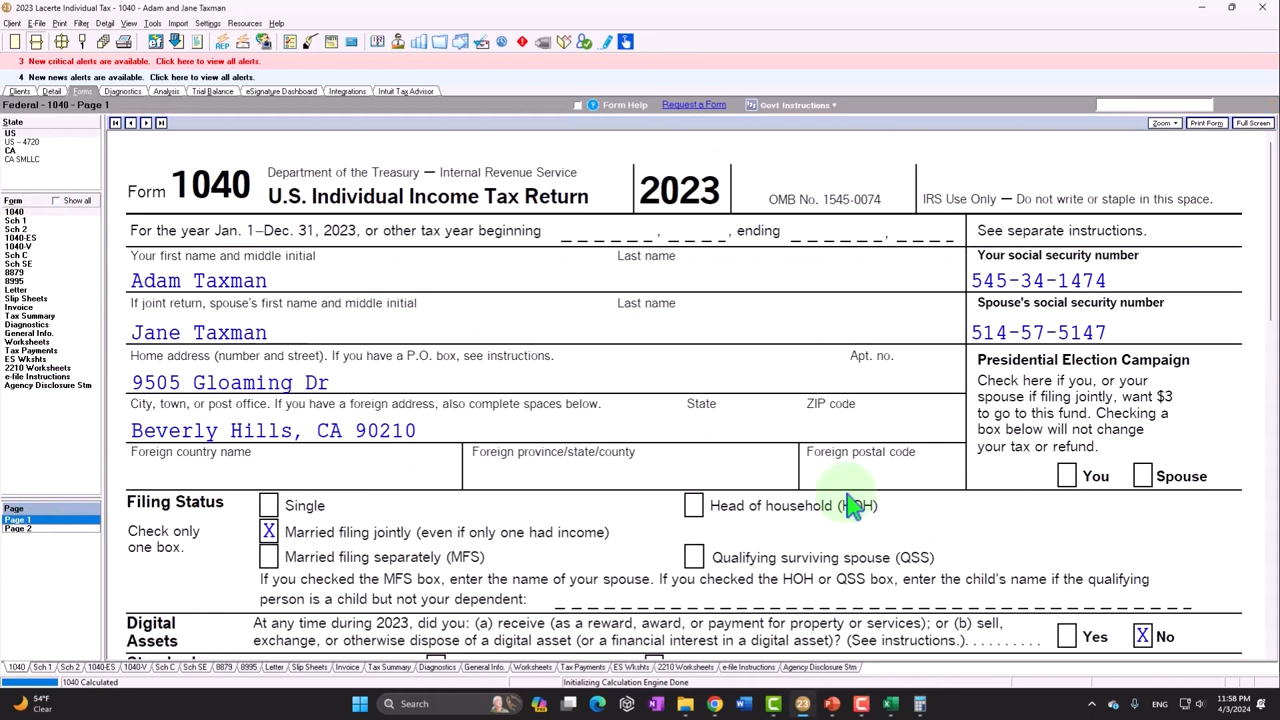 2023 Lacerte Individual Tax - 1040 - Adam and Jane Taxman
Client E-File Print Filter Detail View Tools Import Settings Resources Help
3 New critical alerts are available. Click here to view all alerts.
4 New news alerts are available. Click here to view all alerts.
Clients Detail Forms Diagnostics Analysis Trial Balance eSignature Dashboard Integrations Intuit Tax Advisor
Federal - 1040 - Page 1
Form Help Request a Form Govt Instructions
Zoom Print Form Full Screen
State
US
US – 4720
CA
CA SMLLC
Form Show all
1040
Sch 1
Sch 2
1040-ES
1040-V
Sch C
Sch SE
8879
8995
Letter
Slip Sheets
Invoice
Tax Summary
Diagnostics
General Info.
Worksheets
Tax Payments
ES Wkshts
2210 Worksheets
e-file Instructions
Agency Disclosure Stm
Page
Page 1
Page 2
Form 1040
Department of the Treasury — Internal Revenue Service
U.S. Individual Income Tax Return
2023
OMB No. 1545-0074
IRS Use Only — Do not write or staple in this space.
For the year Jan. 1–Dec. 31, 2023, or other tax year beginning , , ending , See separate instructions.
Your first name and middle initial Last name Your social security number
Adam Taxman 545-34-1474
If joint return, spouse's first name and middle initial Last name Spouse's social security number
Jane Taxman 514-57-5147
Home address (number and street). If you have a P.O. box, see instructions. Apt. no.
9505 Gloaming Dr
City, town, or post office. If you have a foreign address, also complete spaces below. State ZIP code
Beverly Hills, CA 90210
Foreign country name Foreign province/state/county Foreign postal code
Presidential Election Campaign
Check here if you, or your
spouse if filing jointly, want $3
to go to this fund. Checking a
box below will not change
your tax or refund.
You Spouse
Filing Status
Check only
one box.
Single Head of household (HOH)
X Married filing jointly (even if only one had income)
Married filing separately (MFS) Qualifying surviving spouse (QSS)
If you checked the MFS box, enter the name of your spouse. If you checked the HOH or QSS box, enter the child's name if the qualifying
person is a child but not your dependent:
Digital
Assets
At any time during 2023, did you: (a) receive (as a reward, award, or payment for property or services); or (b) sell,
exchange, or otherwise dispose of a digital asset (or a financial interest in a digital asset)? (See instructions.) Yes X No
1040 Sch 1 Sch 2 1040-ES 1040-V Sch C Sch SE 8879 8995 Letter Slip Sheets Invoice Tax Summary Diagnostics General Info. Worksheets Tax Payments ES Wkshts 2210 Worksheets e-file Instructions Agency Disclosure Stm
1040 Calculated Initializing Calculation Engine Done
54°F
Clear
Search
11:58 PM
4/3/2024